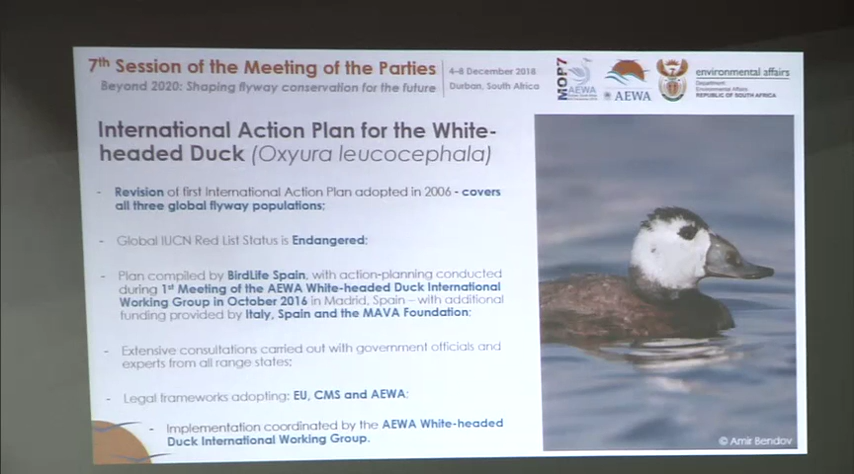 7th Session of the Meeting of the Parties
Beyond 2020: Shaping flyway conservation for the future
4-8 December 2018
Durban, South Africa
MOP7
AEWA
AEWA
environmental affairs
Department:
Environmental Affairs
REPUBLIC OF SOUTH AFRICA
International Action Plan for the White-
headed Duck (Oxyura leucocephala)
- Revision of first International Action Plan adopted in 2006 - covers
all three global flyway populations;
- Global IUCN Red List Status is Endangered;
- Plan compiled by BirdLife Spain, with action-planning conducted
during 1st Meeting of the AEWA White-headed Duck International
Working Group in October 2016 in Madrid, Spain – with additional
funding provided by Italy, Spain and the MAVA Foundation;
- Extensive consultations carried out with government officials and
experts from all range states;
- Legal frameworks adopting: EU, CMS and AEWA;
- Implementation coordinated by the AEWA White-headed
Duck International Working Group.
© Amir Bendov